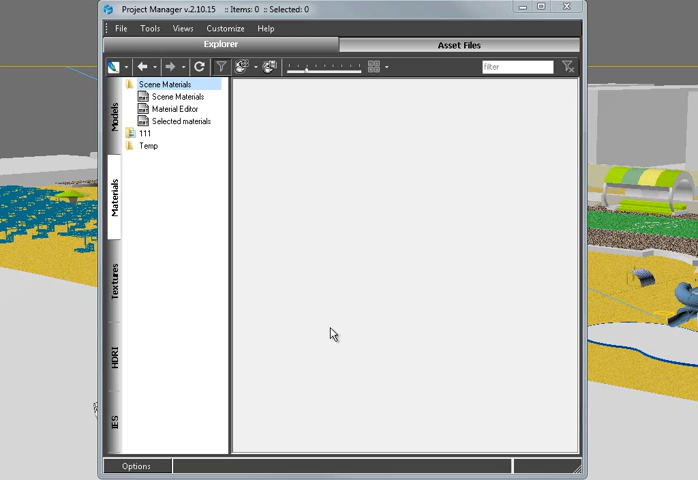 Project Manager v.2.10.15 :: Items: 0 :: Selected: 0
File Tools Views Customize Help
Explorer Asset Files
filter
Models
Materials
Textures
HDRI
IES
Scene Materials
Scene Materials
Material Editor
Selected materials
111
Temp
Options